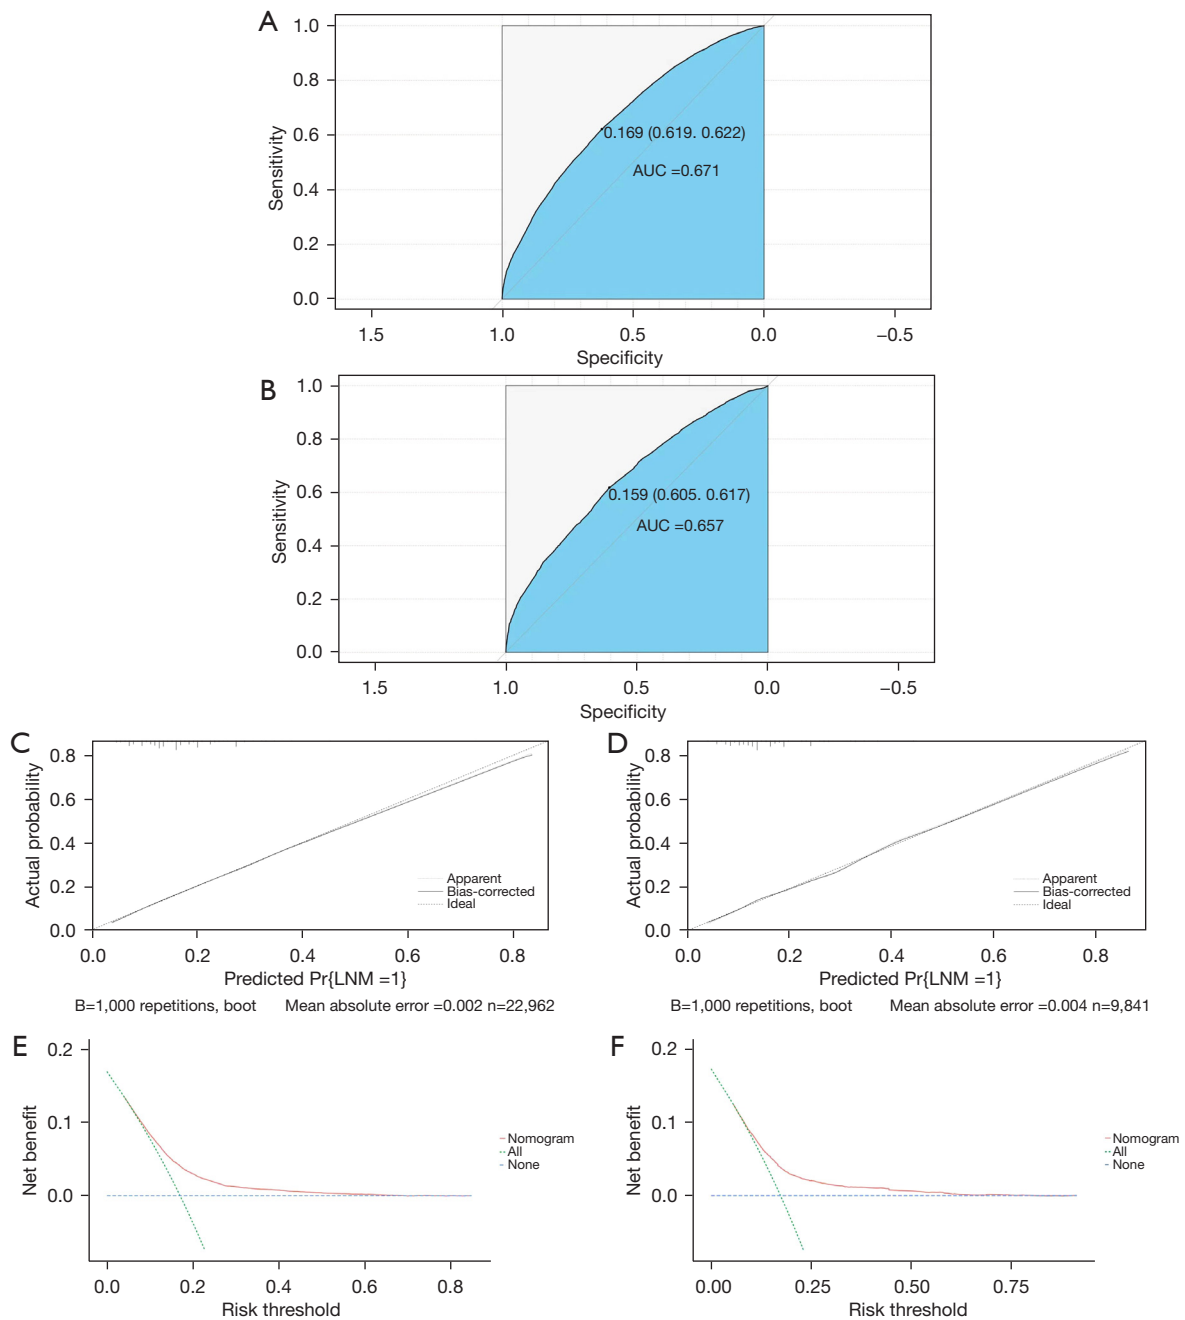 A
1.0
0.8
0.6
0.4
0.2
0.0
Sensitivity
0.169 (0.619. 0.622)
AUC =0.671
1.5 1.0 0.5 0.0 −0.5
Specificity
B
1.0
0.8
0.6
0.4
0.2
0.0
Sensitivity
0.159 (0.605. 0.617)
AUC =0.657
1.5 1.0 0.5 0.0 −0.5
Specificity
C
0.8
0.6
0.4
0.2
0.0
Actual probability
Apparent
Bias-corrected
Ideal
0.0 0.2 0.4 0.6 0.8
Predicted Pr{LNM =1}
B=1,000 repetitions, boot Mean absolute error =0.002 n=22,962
D
0.8
0.6
0.4
0.2
0.0
Actual probability
Apparent
Bias-corrected
Ideal
0.0 0.2 0.4 0.6 0.8
Predicted Pr{LNM =1}
B=1,000 repetitions, boot Mean absolute error =0.004 n=9,841
E
0.2
0.1
0.0
Net benefit
Nomogram
All
None
0.0 0.2 0.4 0.6 0.8
Risk threshold
F
0.2
0.1
0.0
Net benefit
Nomogram
All
None
0.00 0.25 0.50 0.75
Risk threshold